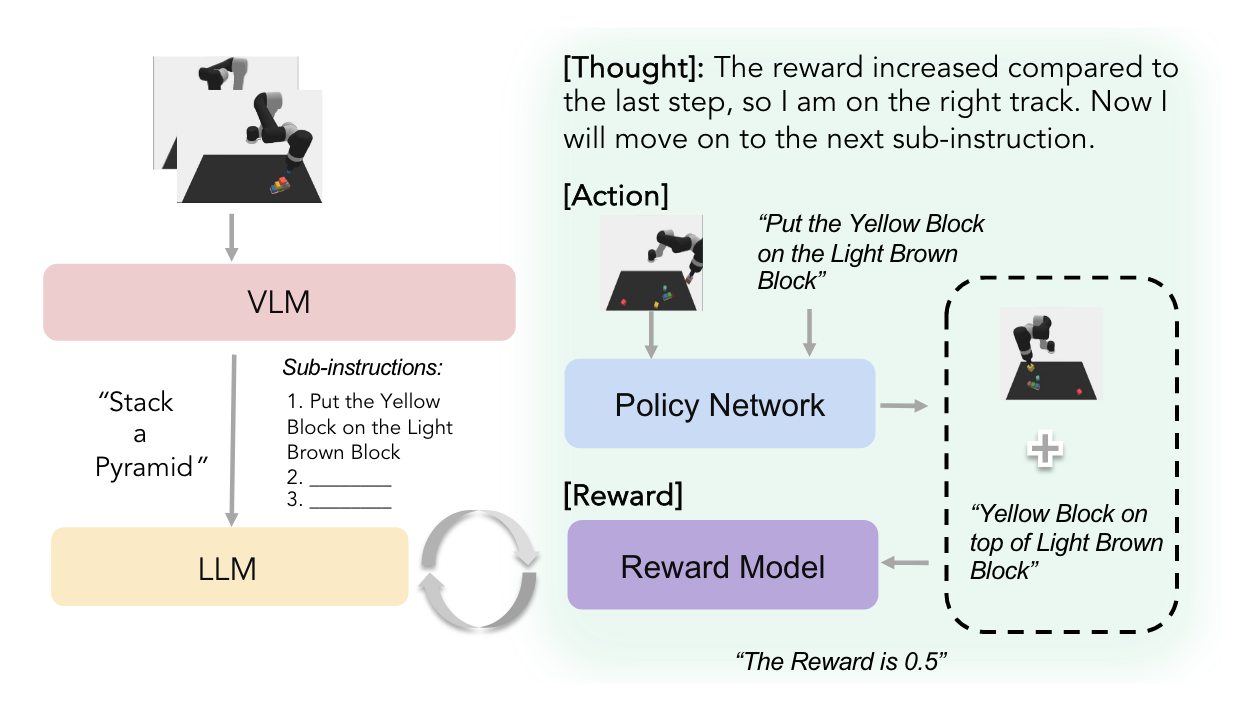 VLM
“Stack
a
Pyramid”
Sub-instructions:
1. Put the Yellow
Block on the Light
Brown Block
2. ________
3. ________
LLM
[Thought]: The reward increased compared to
the last step, so I am on the right track. Now I
will move on to the next sub-instruction.
[Action]
“Put the Yellow Block
on the Light Brown
Block”
Policy Network
[Reward]
Reward Model
“Yellow Block on
top of Light Brown
Block”
“The Reward is 0.5”